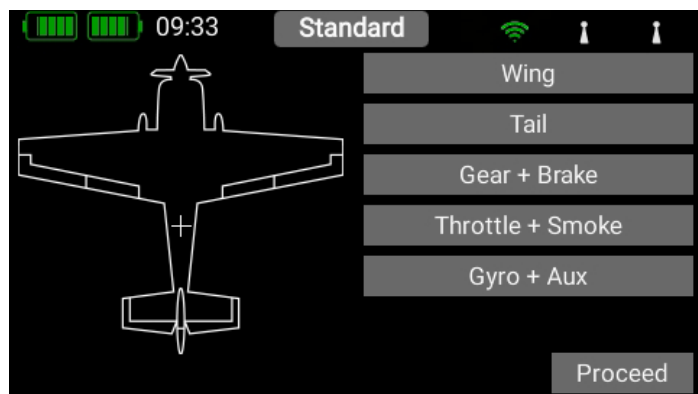 09:33
Standard
Wing
Tail
Gear + Brake
Throttle + Smoke
Gyro + Aux
Proceed